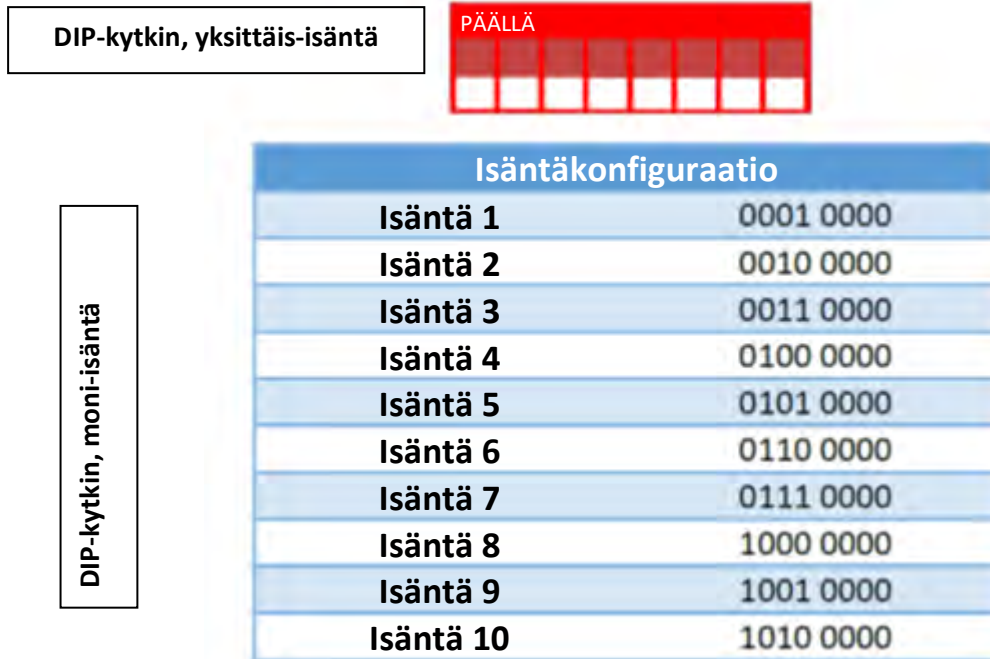 DIP-kytkin, yksittäis-isäntä
PÄÄLLÄ
Isäntäkonfiguraatio
DIP-kytkin, moni-isäntä
Isäntä 1 0001 0000
Isäntä 2 0010 0000
Isäntä 3 0011 0000
Isäntä 4 0100 0000
Isäntä 5 0101 0000
Isäntä 6 0110 0000
Isäntä 7 0111 0000
Isäntä 8 1000 0000
Isäntä 9 1001 0000
Isäntä 10 1010 0000